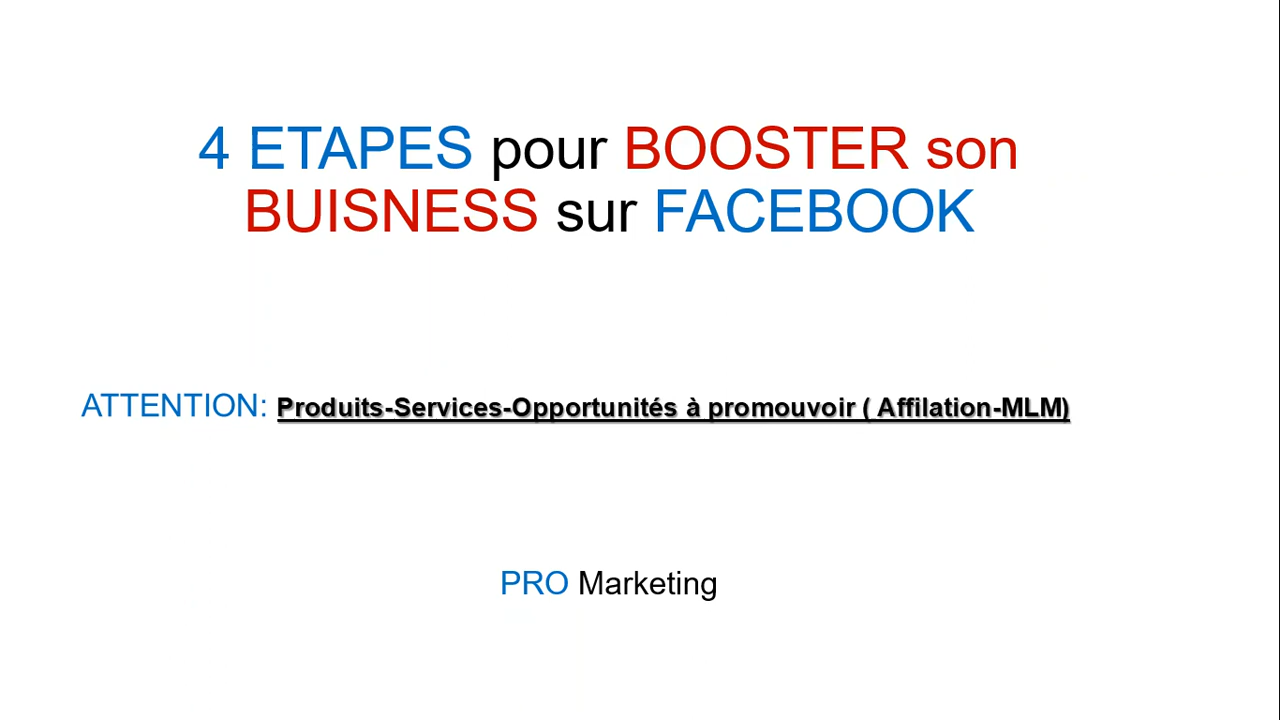 4 ETAPES pour BOOSTER son
BUISNESS sur FACEBOOK
ATTENTION: Produits-Services-Opportunités à promouvoir ( Affilation-MLM)
PRO Marketing